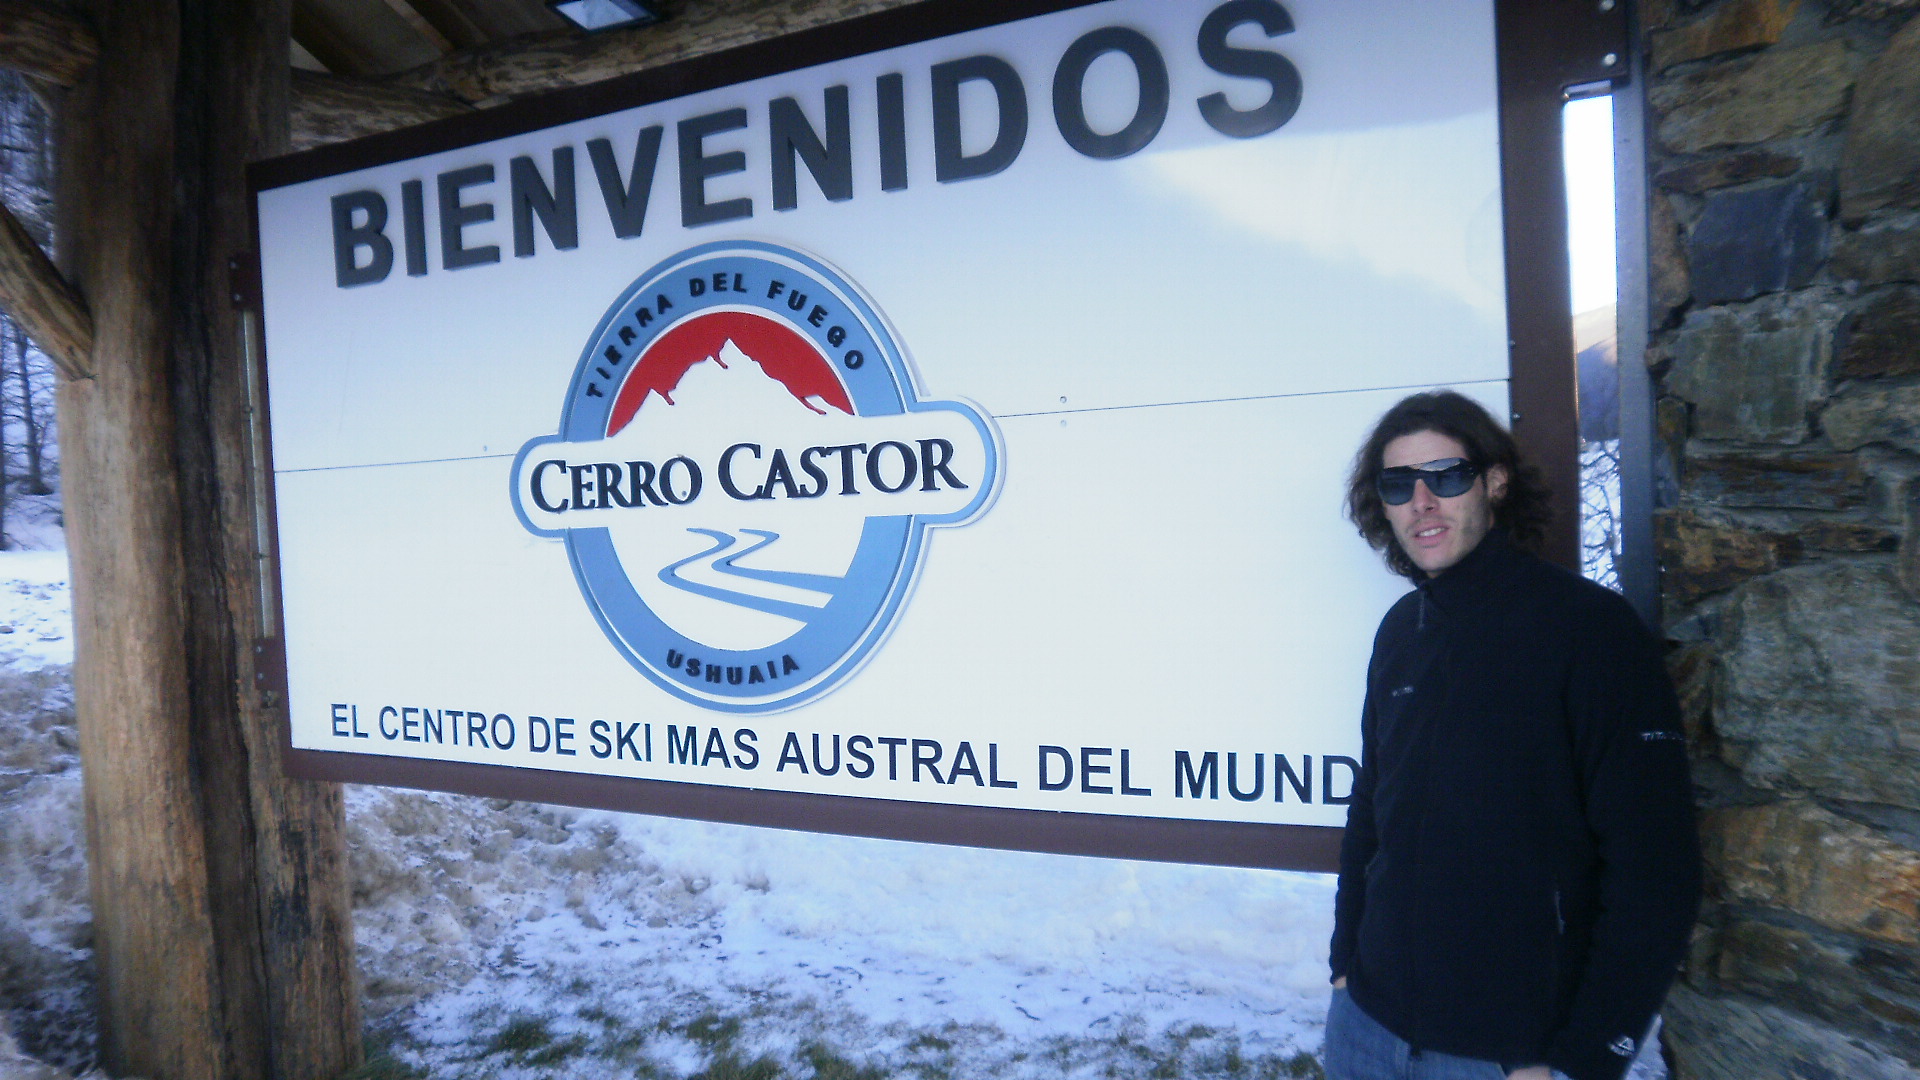 BIENVENIDOS
TIERRA DEL FUEGO
CERRO CASTOR
USHUAIA
EL CENTRO DE SKI MAS AUSTRAL DEL MUND